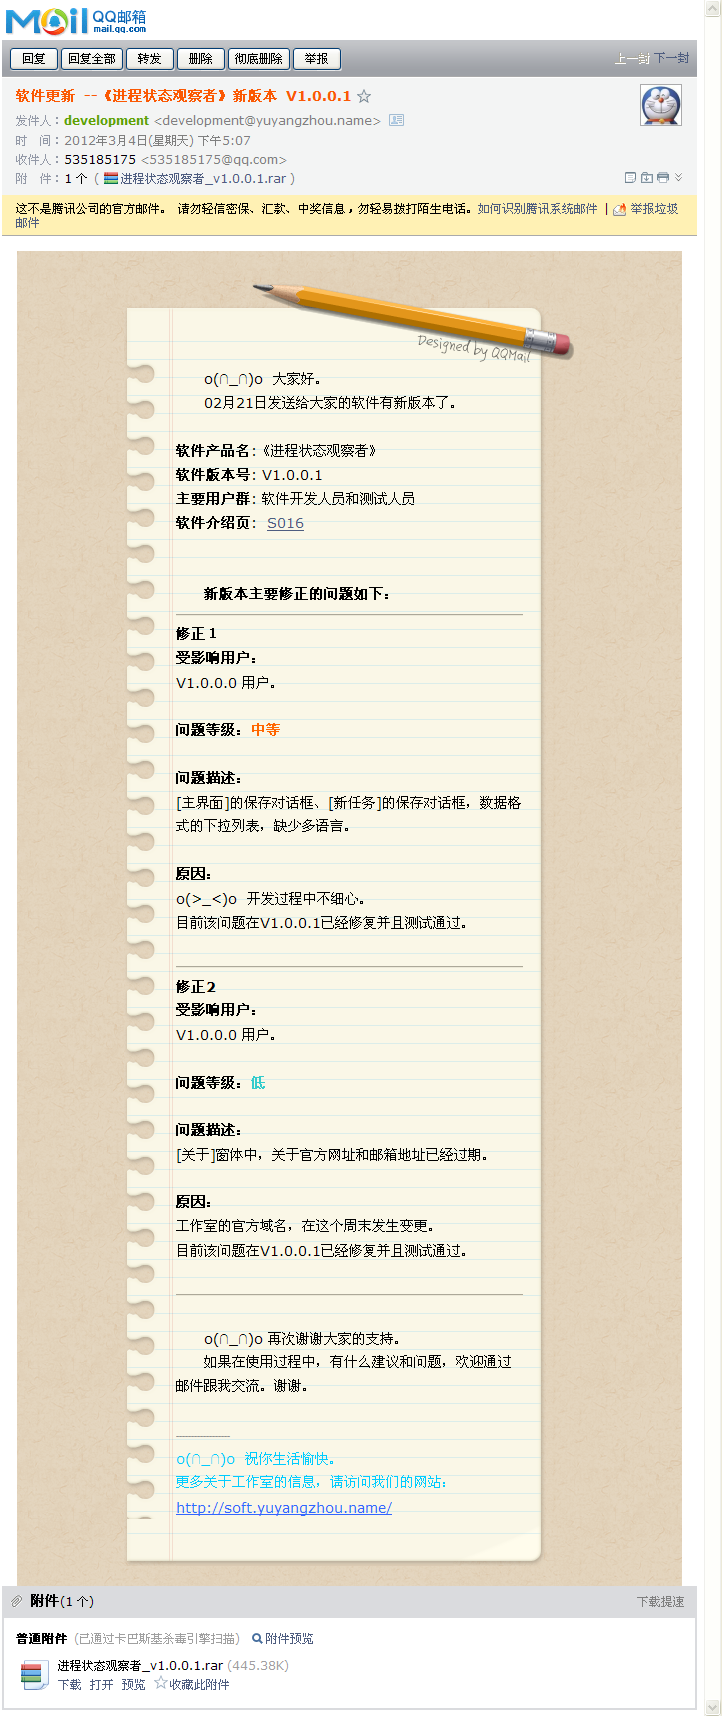 Mail QQ邮箱
mail.qq.com
回复 回复全部 转发 删除 彻底删除 举报 上一封 下一封
软件更新 --《进程状态观察者》新版本 V1.0.0.1
发件人：development <development@yuyangzhou.name>
时 间：2012年3月4日(星期天) 下午5:07
收件人：535185175 <535185175@qq.com>
附 件：1 个 ( 进程状态观察者_v1.0.0.1.rar )
这不是腾讯公司的官方邮件。 请勿轻信密保、汇款、中奖信息，勿轻易拨打陌生电话。如何识别腾讯系统邮件 | 举报垃圾
邮件
Designed by QQMail
o(∩_∩)o 大家好。
02月21日发送给大家的软件有新版本了。
软件产品名：《进程状态观察者》
软件版本号：V1.0.0.1
主要用户群：软件开发人员和测试人员
软件介绍页： S016
新版本主要修正的问题如下：
修正１
受影响用户：
V1.0.0.0 用户。
问题等级：中等
问题描述：
[主界面]的保存对话框、[新任务]的保存对话框，数据格
式的下拉列表，缺少多语言。
原因：
o(>_<)o 开发过程中不细心。
目前该问题在V1.0.0.1已经修复并且测试通过。
修正2
受影响用户：
V1.0.0.0 用户。
问题等级：低
问题描述：
[关于]窗体中，关于官方网址和邮箱地址已经过期。
原因：
工作室的官方域名，在这个周末发生变更。
目前该问题在V1.0.0.1已经修复并且测试通过。
o(∩_∩)o 再次谢谢大家的支持。
如果在使用过程中，有什么建议和问题，欢迎通过
邮件跟我交流。谢谢。
o(∩_∩)o 祝你生活愉快。
更多关于工作室的信息，请访问我们的网站：
http://soft.yuyangzhou.name/
附件(1 个) 下载提速
普通附件 (已通过卡巴斯基杀毒引擎扫描) 附件预览
进程状态观察者_v1.0.0.1.rar (445.38K)
下载 打开 预览 ☆收藏此附件